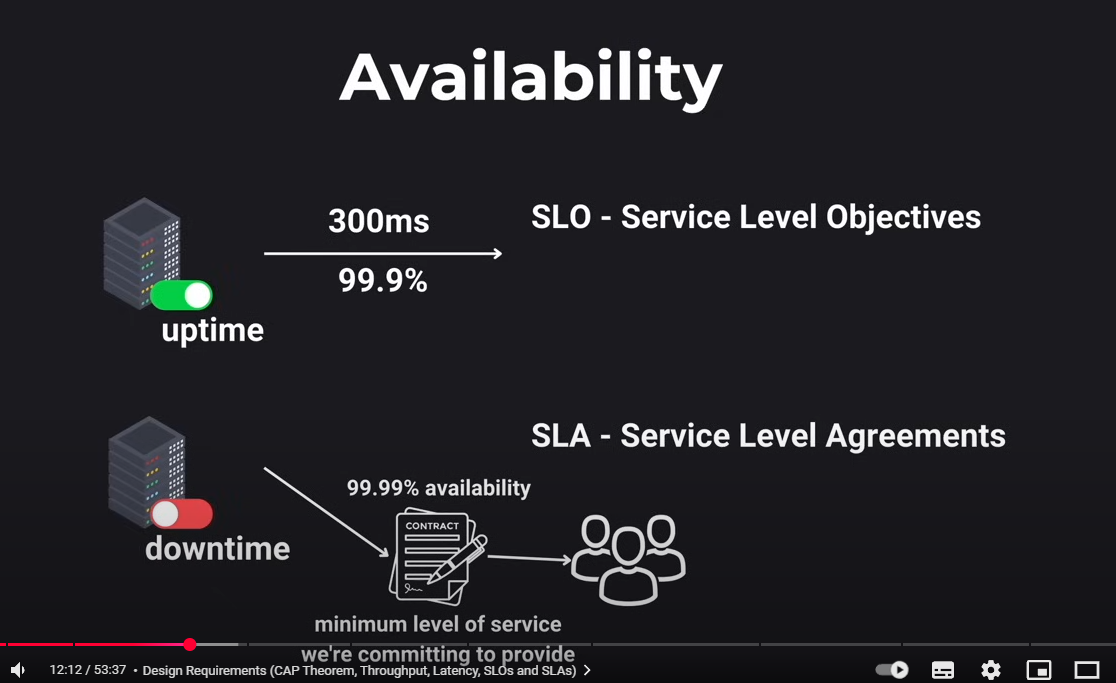 Availability
300ms
99.9%
uptime
SLO - Service Level Objectives
SLA - Service Level Agreements
99.99% availability
CONTRACT
downtime
minimum level of service
we're committing to provide
12:12 / 53:37 • Design Requirements (CAP Theorem, Throughput, Latency, SLOs and SLAs)